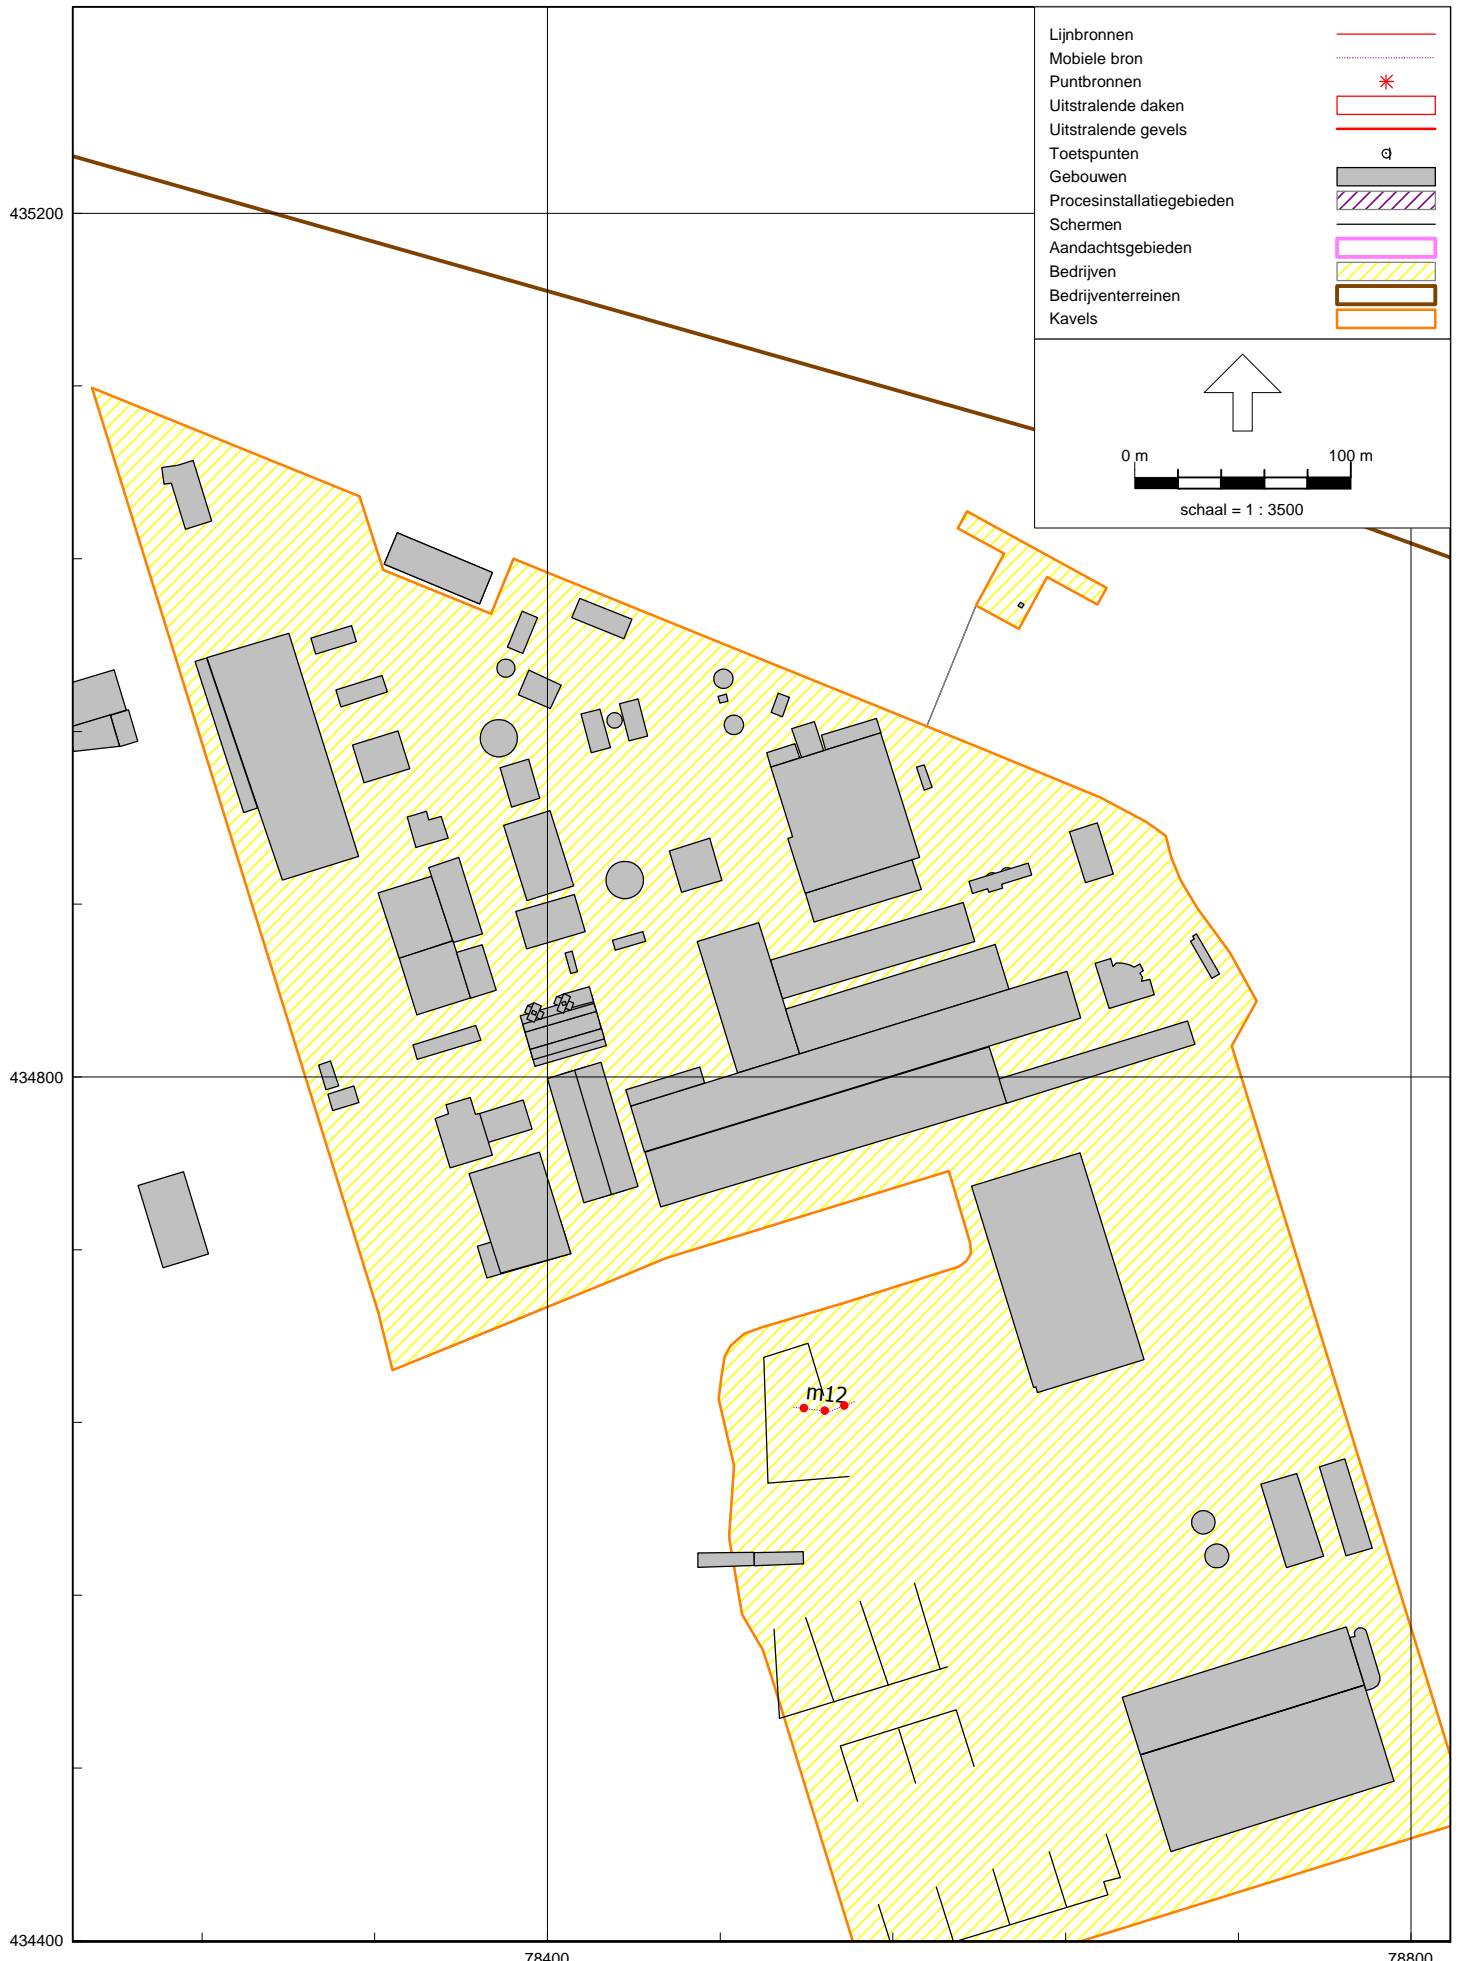 Lijnbronnen
Mobiele bron
Puntbronnen
Uitstralende daken
Uitstralende gevels
Toetspunten
Gebouwen
Procesinstallatiegebieden
Schermen
Aandachtsgebieden
Bedrijven
Bedrijventerreinen
Kavels
0 m 100 m
schaal = 1 : 3500
435200
434800
m12
434400
78400 78800